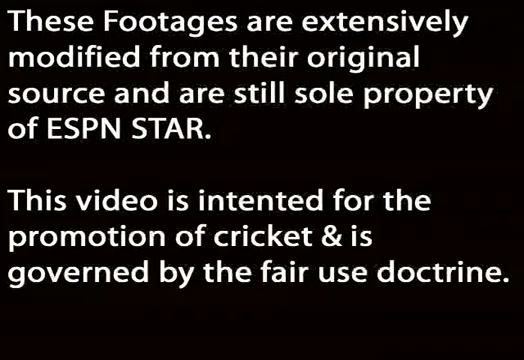 These Footages are extensively
modified from their original
source and are still sole property
of ESPN STAR.
This video is intented for the
promotion of cricket & is
governed by the fair use doctrine.